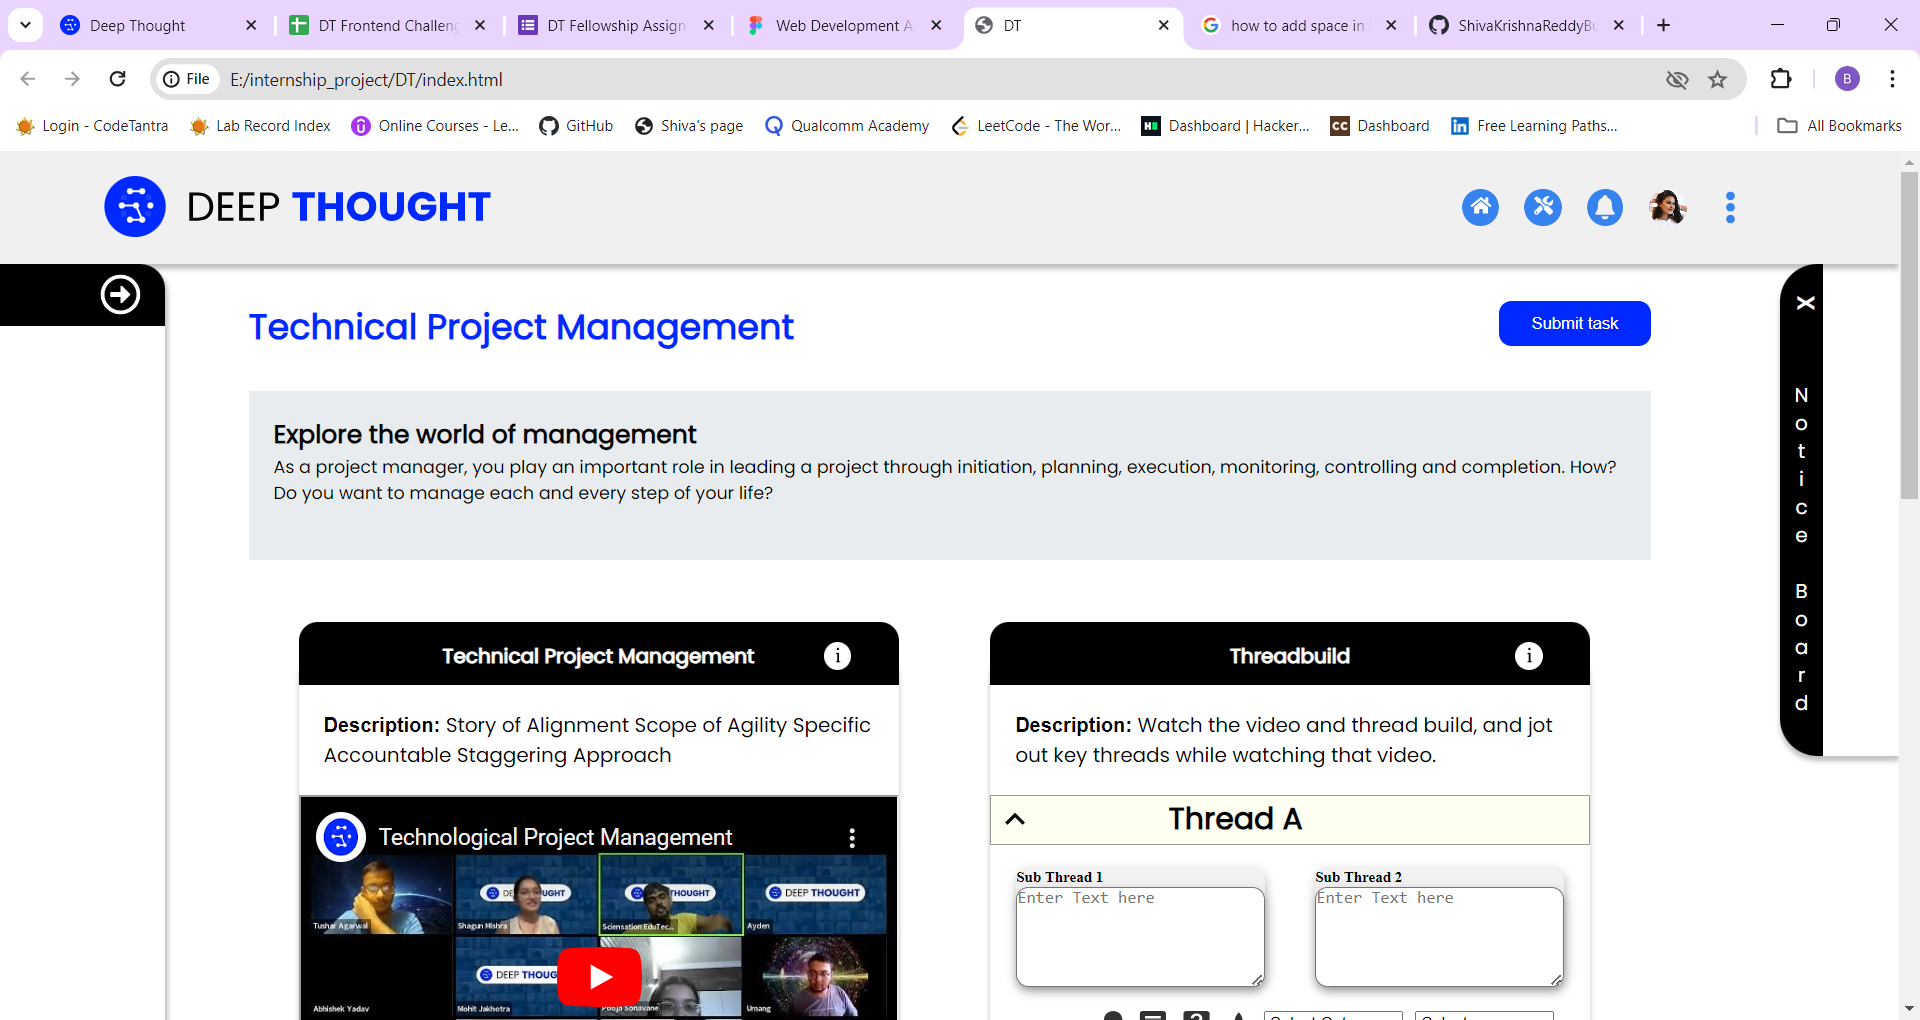 Deep Thought
DT Frontend Challeng
DT Fellowship Assign
Web Development A
DT
how to add space in
ShivaKrishnaReddyBu
File
E:/internship_project/DT/index.html
B
Login - CodeTantra
Lab Record Index
Online Courses - Le...
GitHub
Shiva's page
Qualcomm Academy
LeetCode - The Wor...
Dashboard | Hacker...
CC Dashboard
Free Learning Paths...
All Bookmarks
DEEP THOUGHT
Technical Project Management
Submit task
Explore the world of management
As a project manager, you play an important role in leading a project through initiation, planning, execution, monitoring, controlling and completion. How?
Do you want to manage each and every step of your life?
Notice Board
Technical Project Management
i
Description: Story of Alignment Scope of Agility Specific
Accountable Staggering Approach
Technological Project Management
THOUGHT
DEEP THOUGHT
Tushar Agarwal
Shagun Mishra
Sciensation EduTec...
Ayden
DEEP THOUG
Abhishek Yadav
Mohit Jakhotra
Pooja Sonavane
Umang
Threadbuild
i
Description: Watch the video and thread build, and jot
out key threads while watching that video.
Thread A
Sub Thread 1
Enter Text here
Sub Thread 2
Enter Text here